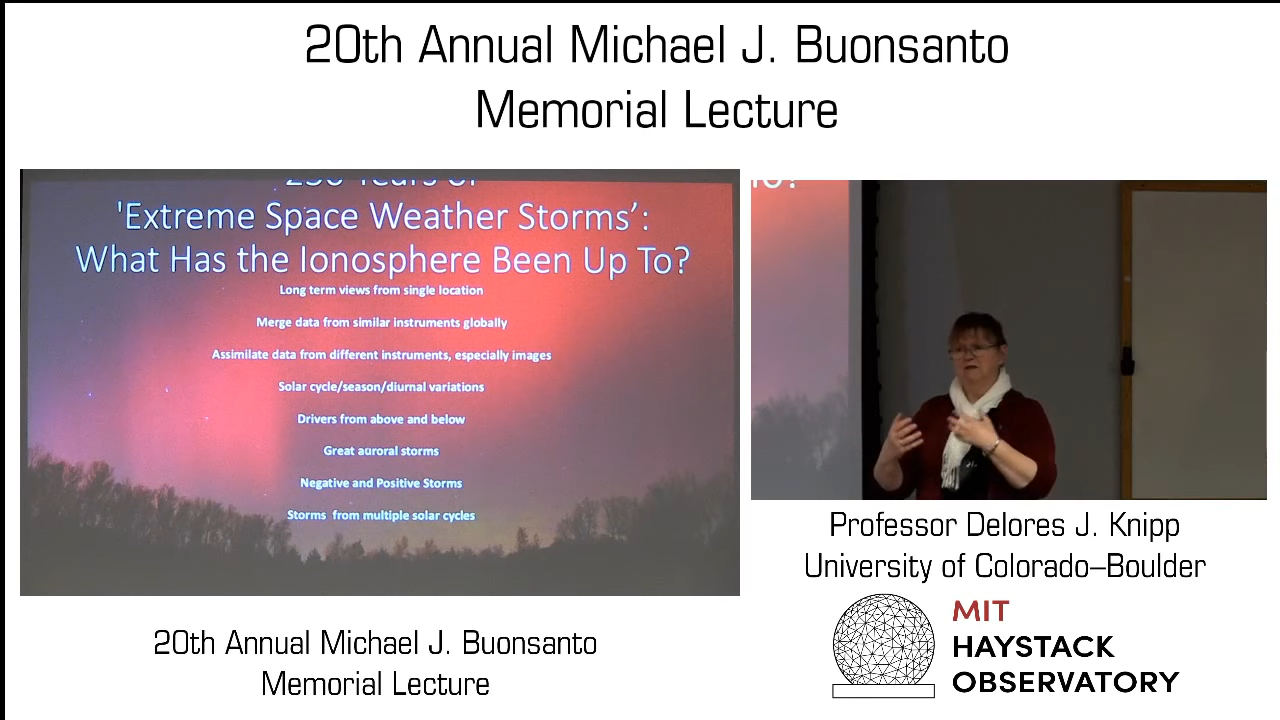 20th Annual Michael J. Buonsanto
Memorial Lecture
Years of
'Extreme Space Weather Storms’:
What Has the Ionosphere Been Up To?
Long term views from single location
Merge data from similar instruments globally
Assimilate data from different instruments, especially images
Solar cycle/season/diurnal variations
Drivers from above and below
Great auroral storms
Negative and Positive Storms
Storms from multiple solar cycles
Professor Delores J. Knipp
University of Colorado–Boulder
MIT
HAYSTACK
OBSERVATORY
20th Annual Michael J. Buonsanto
Memorial Lecture